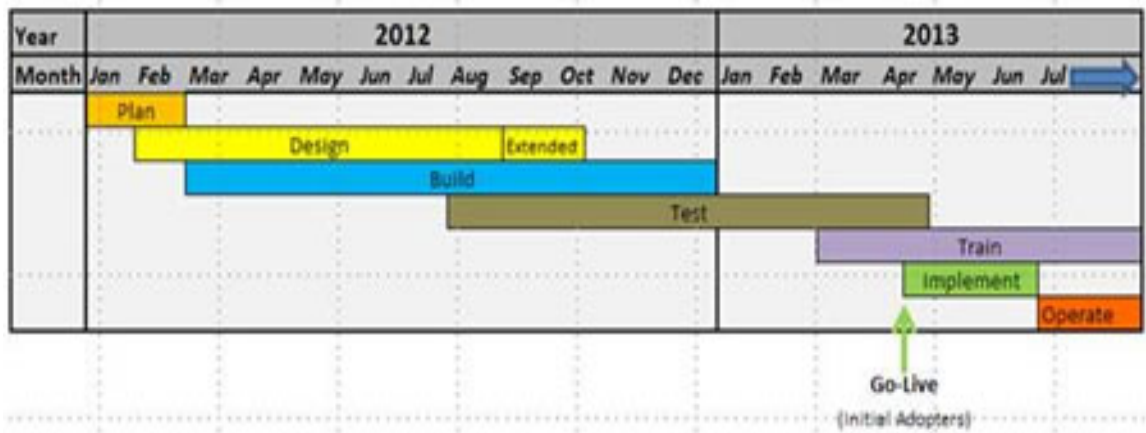 Year 2012 2013
Month Jan Feb Mar Apr May Jun Jul Aug Sep Oct Nov Dec Jan Feb Mar Apr May Jun Jul
Plan
Design Extended
Build
Test
Train
Implement
Operate
Go-Live
(Initial Adopters)